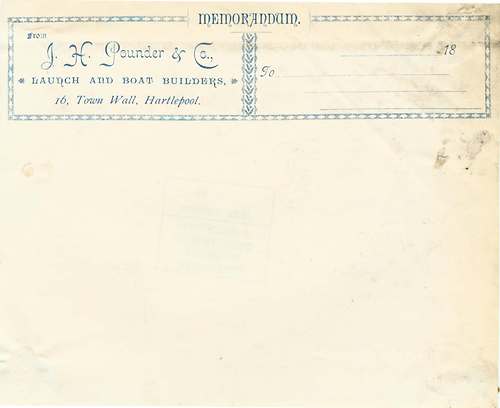 MEMORANDUM.
From
J. H. Pounder & Co.,
LAUNCH AND BOAT BUILDERS,
16, Town Wall, Hartlepool.
18
To